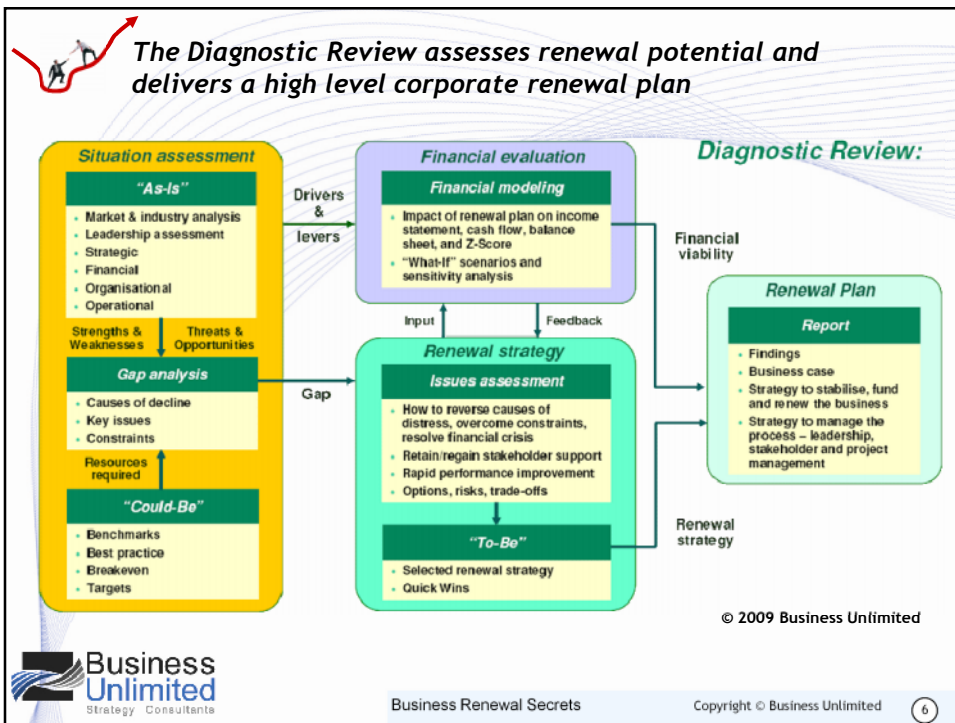 The Diagnostic Review assesses renewal potential and
delivers a high level corporate renewal plan
Diagnostic Review:
Situation assessment
"As-Is"
• Market & industry analysis
• Leadership assessment
• Strategic
• Financial
• Organisational
• Operational
Strengths &
Weaknesses
Threats &
Opportunities
Gap analysis
• Causes of decline
• Key issues
• Constraints
Resources
required
"Could-Be"
• Benchmarks
• Best practice
• Breakeven
• Targets
Drivers
&
levers
Gap
Financial evaluation
Financial modeling
• Impact of renewal plan on income
statement, cash flow, balance
sheet, and Z-Score
• "What-If" scenarios and
sensitivity analysis
Input
Feedback
Renewal strategy
Issues assessment
• How to reverse causes of
distress, overcome constraints,
resolve financial crisis
• Retain/regain stakeholder support
• Rapid performance improvement
• Options, risks, trade-offs
"To-Be"
• Selected renewal strategy
• Quick Wins
Financial
viability
Renewal
strategy
Renewal Plan
Report
• Findings
• Business case
• Strategy to stabilise, fund
and renew the business
• Strategy to manage the
process – leadership,
stakeholder and project
management
© 2009 Business Unlimited
Business
Unlimited
Strategy Consultants
Business Renewal Secrets
Copyright © Business Unlimited
6